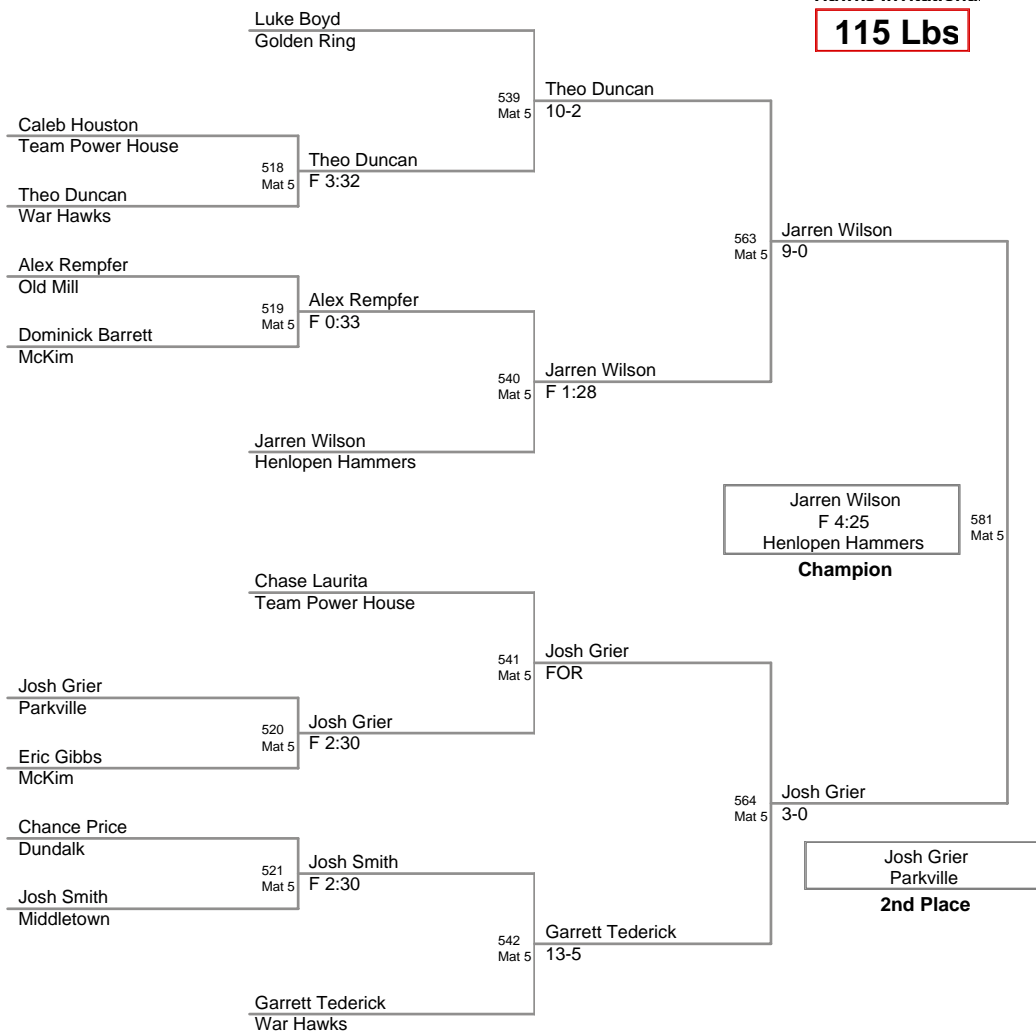 115 Lbs
Luke Boyd
Golden Ring
539
Mat 5
Theo Duncan
10-2
Caleb Houston
Team Power House
518
Mat 5
Theo Duncan
F 3:32
Theo Duncan
War Hawks
563
Mat 5
Jarren Wilson
9-0
Alex Rempfer
Old Mill
519
Mat 5
Alex Rempfer
F 0:33
Dominick Barrett
McKim
540
Mat 5
Jarren Wilson
F 1:28
Jarren Wilson
Henlopen Hammers
Jarren Wilson
F 4:25
Henlopen Hammers
Champion
581
Mat 5
Chase Laurita
Team Power House
541
Mat 5
Josh Grier
FOR
Josh Grier
Parkville
520
Mat 5
Josh Grier
F 2:30
Eric Gibbs
McKim
564
Mat 5
Josh Grier
3-0
Chance Price
Dundalk
521
Mat 5
Josh Smith
F 2:30
Josh Smith
Middletown
Josh Grier
Parkville
2nd Place
542
Mat 5
Garrett Tederick
13-5
Garrett Tederick
War Hawks